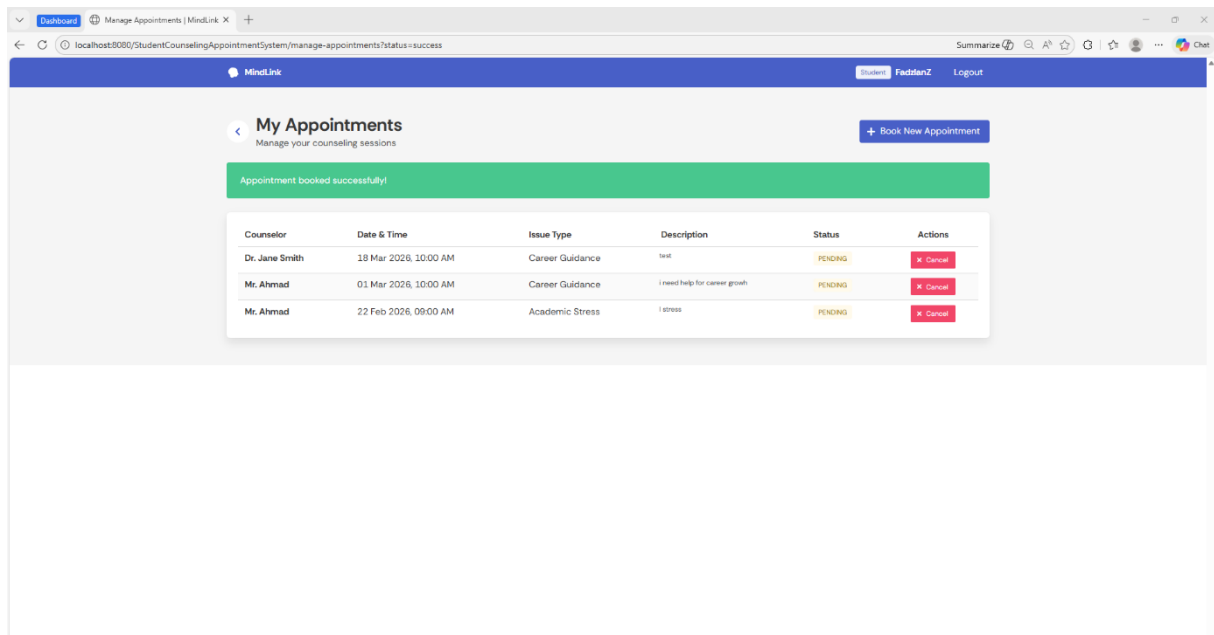 Dashboard Manage Appointments | MindLink
localhost:8080/StudentCounselingAppointmentSystem/manage-appointments?status=success Summarize Chat
MindLink Student FadzlanZ Logout
My Appointments
Manage your counseling sessions
+ Book New Appointment
Appointment booked successfully!
Counselor Date & Time Issue Type Description Status Actions
Dr. Jane Smith 18 Mar 2026, 10:00 AM Career Guidance test PENDING × Cancel
Mr. Ahmad 01 Mar 2026, 10:00 AM Career Guidance i need help for career growh PENDING × Cancel
Mr. Ahmad 22 Feb 2026, 09:00 AM Academic Stress i stress PENDING × Cancel